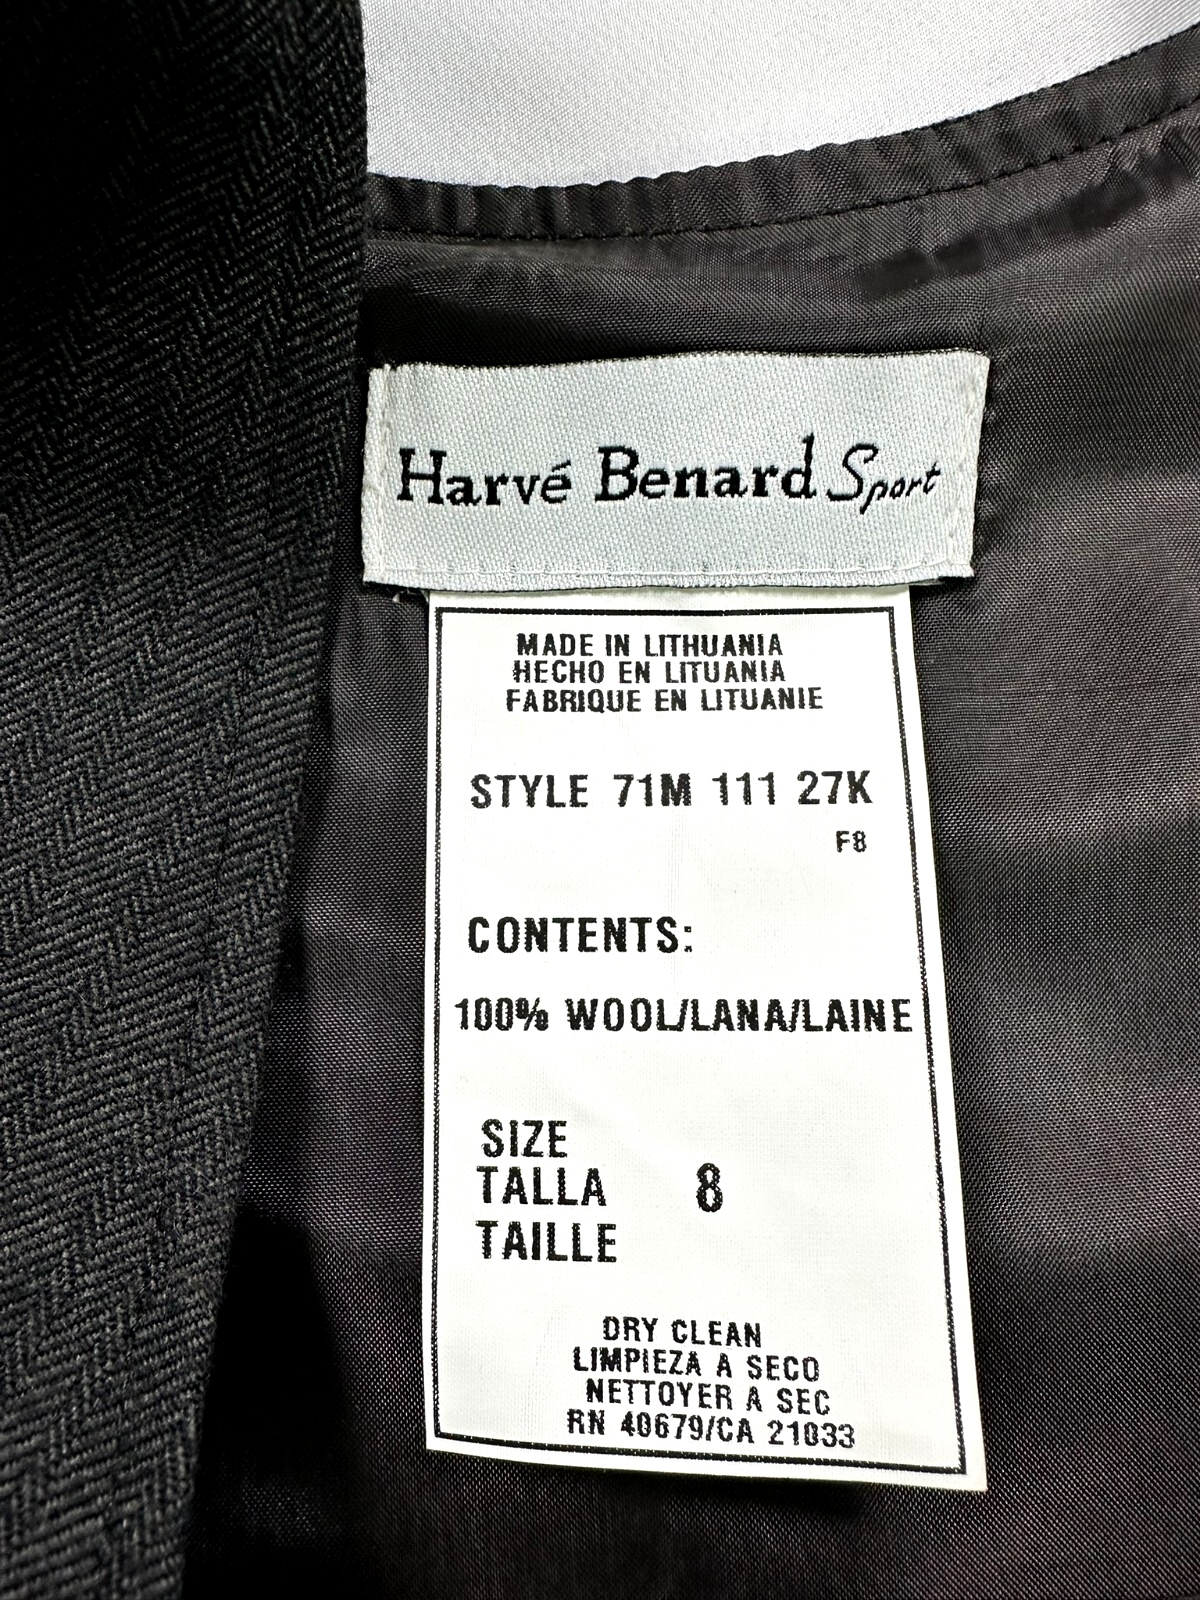 Harvé Benard Sport
MADE IN LITHUANIA
HECHO EN LITUANIA
FABRIQUE EN LITUANIE
STYLE 71M 111 27K
F8
CONTENTS:
100% WOOL/LANA/LAINE
SIZE
TALLA 8
TAILLE
DRY CLEAN
LIMPIEZA A SECO
NETTOYER A SEC
RN 40679/CA 21033